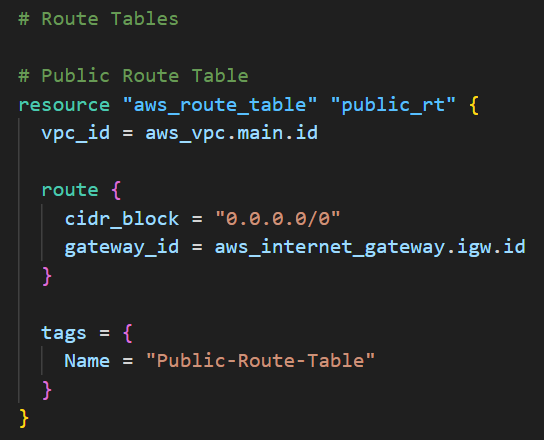 # Route Tables
# Public Route Table
resource "aws_route_table" "public_rt" {
  vpc_id = aws_vpc.main.id
  route {
    cidr_block = "0.0.0.0/0"
    gateway_id = aws_internet_gateway.igw.id
  }
  tags = {
    Name = "Public-Route-Table"
  }
}